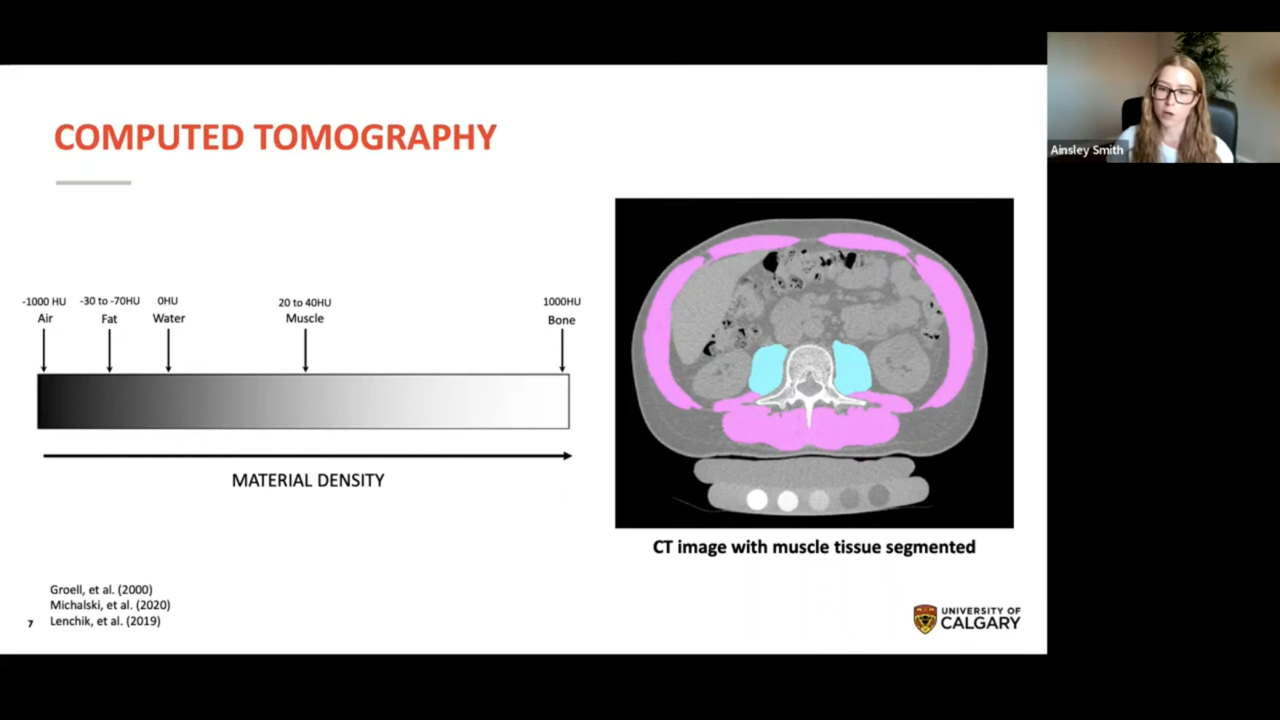 COMPUTED TOMOGRAPHY
Ainsley Smith
-1000 HU -30 to -70HU 0HU 20 to 40HU 1000HU
Air Fat Water Muscle Bone
MATERIAL DENSITY
CT image with muscle tissue segmented
Groell, et al. (2000)
Michalski, et al. (2020)
7 Lenchik, et al. (2019)
UNIVERSITY OF
CALGARY